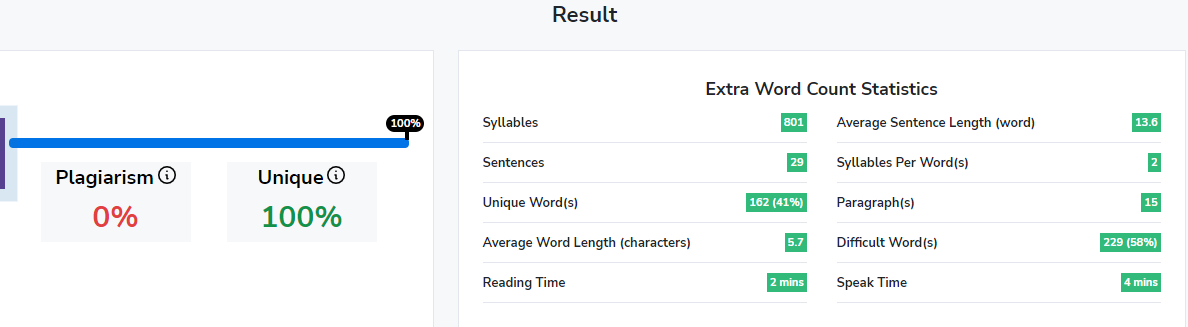 Result
100%
Plagiarism
0%
Unique
100%
Extra Word Count Statistics
Syllables 801
Average Sentence Length (word) 13.6
Sentences 29
Syllables Per Word(s) 2
Unique Word(s) 162 (41%)
Paragraph(s) 15
Average Word Length (characters) 5.7
Difficult Word(s) 229 (58%)
Reading Time 2 mins
Speak Time 4 mins